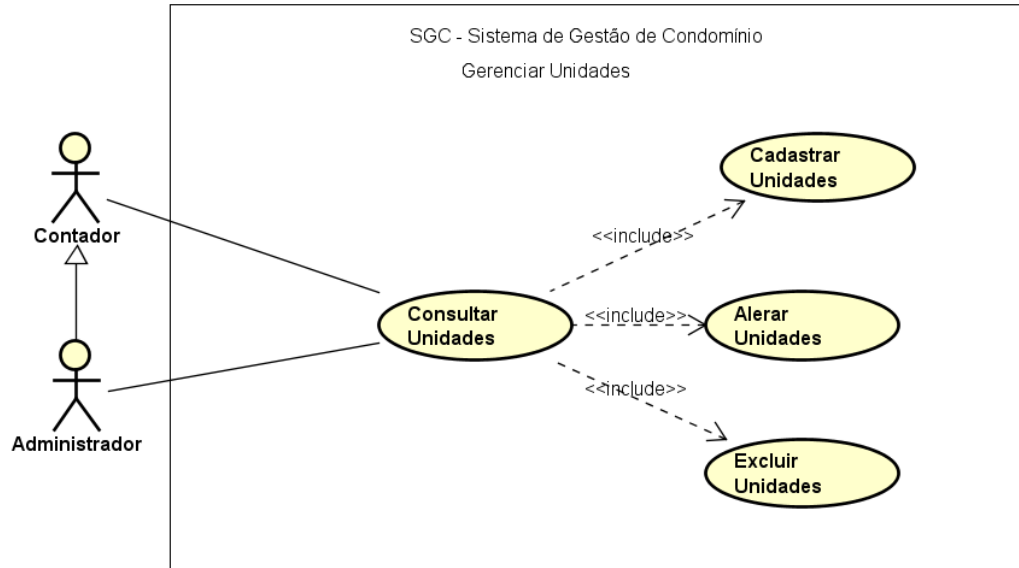 SGC - Sistema de Gestão de Condomínio
Gerenciar Unidades
Contador
Administrador
Consultar
Unidades
<<include>>
Cadastrar
Unidades
<<include>>
Alerar
Unidades
<<include>>
Excluir
Unidades